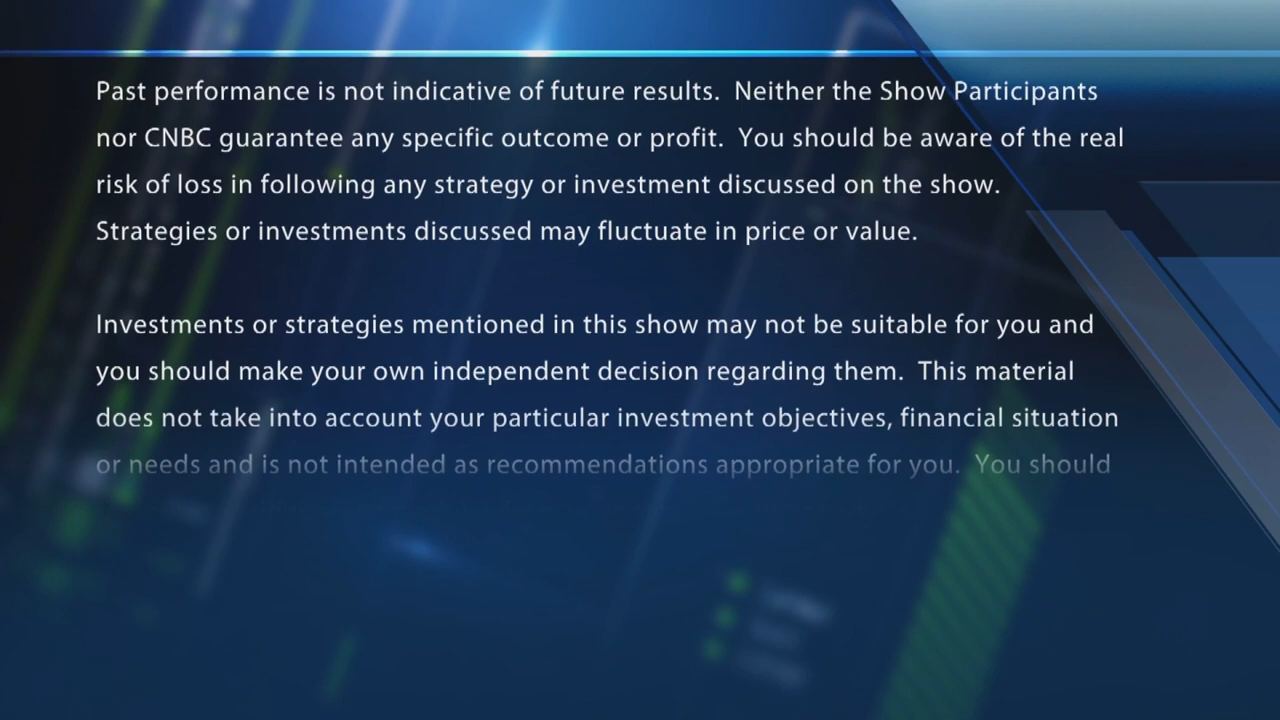 Past performance is not indicative of future results.  Neither the Show Participants
nor CNBC guarantee any specific outcome or profit.  You should be aware of the real
risk of loss in following any strategy or investment discussed on the show.
Strategies or investments discussed may fluctuate in price or value.
Investments or strategies mentioned in this show may not be suitable for you and
you should make your own independent decision regarding them.  This material
does not take into account your particular investment objectives, financial situation
or needs and is not intended as recommendations appropriate for you.  You should